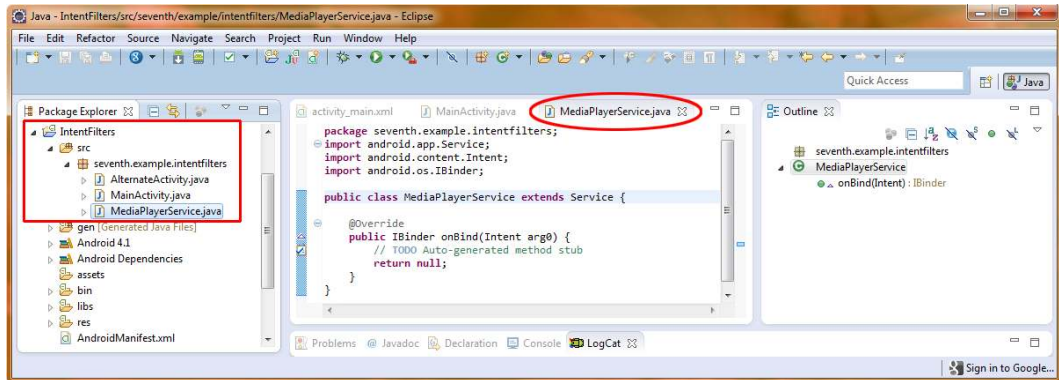 Java - IntentFilters/src/seventh/example/intentfilters/MediaPlayerService.java - Eclipse
File Edit Refactor Source Navigate Search Project Run Window Help
Quick Access
Java
Package Explorer
IntentFilters
src
seventh.example.intentfilters
AlternateActivity.java
MainActivity.java
MediaPlayerService.java
gen [Generated Java Files]
Android 4.1
Android Dependencies
assets
bin
libs
res
AndroidManifest.xml
activity_main.xml MainActivity.java MediaPlayerService.java
package seventh.example.intentfilters;
import android.app.Service;
import android.content.Intent;
import android.os.IBinder;
public class MediaPlayerService extends Service {
@Override
public IBinder onBind(Intent arg0) {
// TODO Auto-generated method stub
return null;
}
}
Outline
seventh.example.intentfilters
MediaPlayerService
onBind(Intent) : IBinder
Problems @ Javadoc Declaration Console LogCat
Sign in to Google...